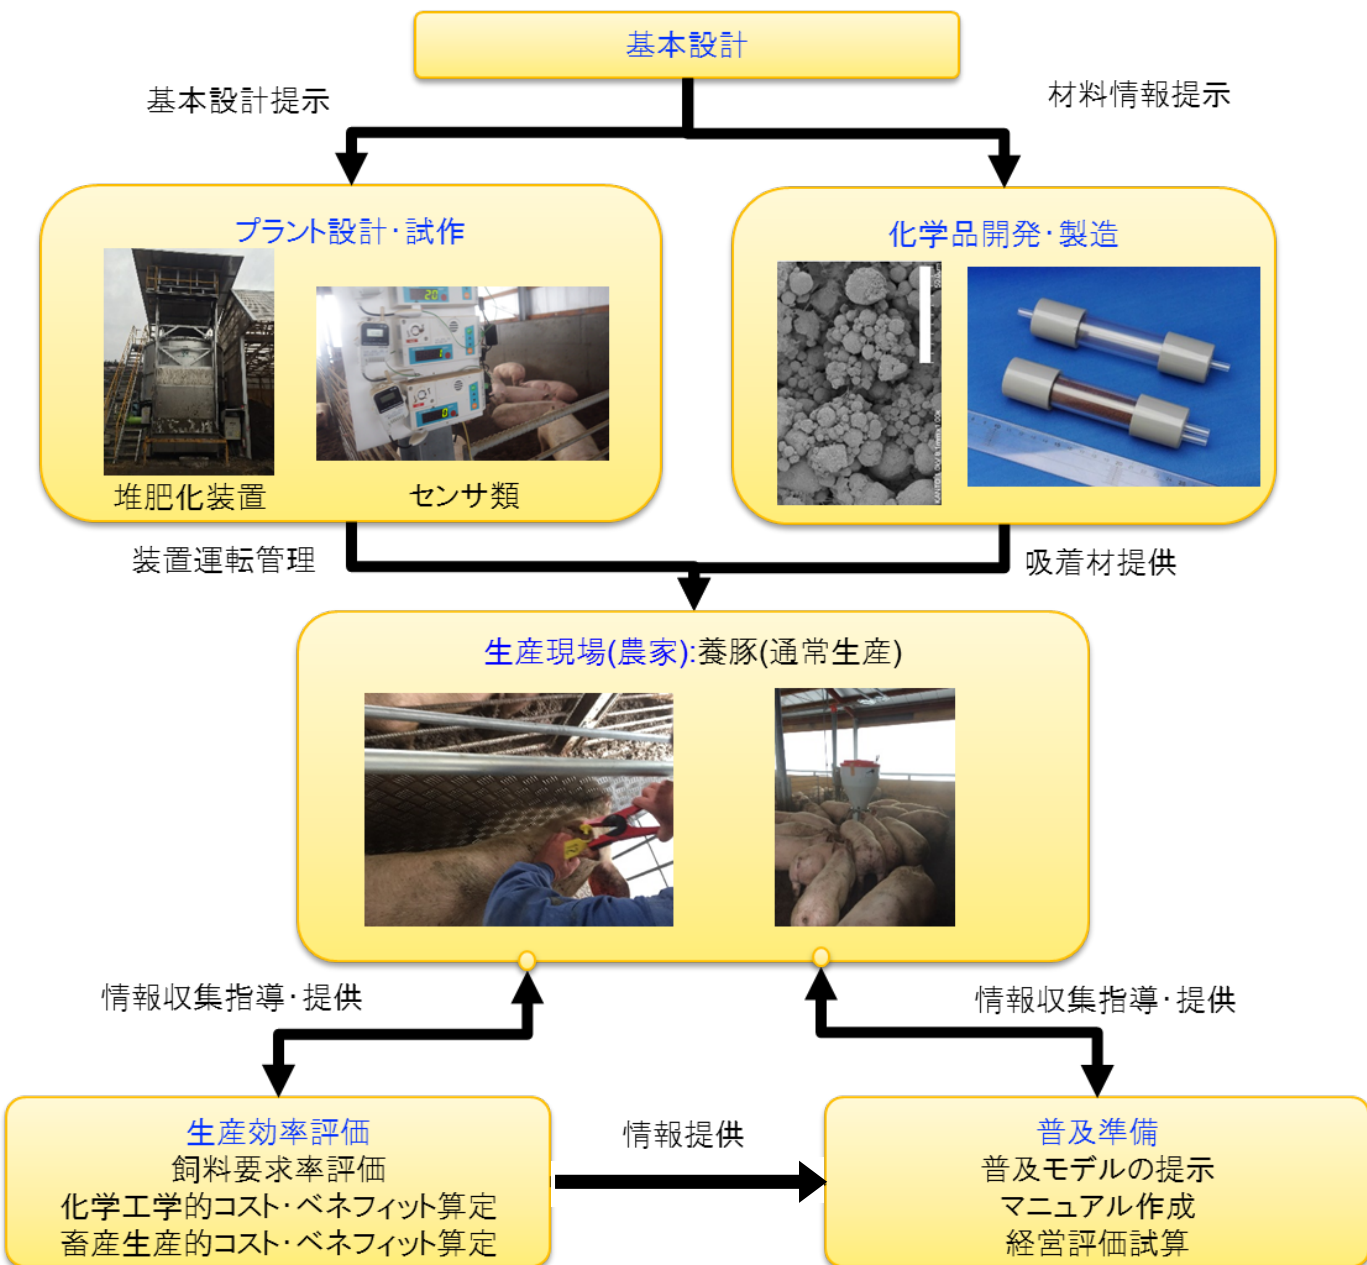 基本設計
基本設計提示
材料情報提示
プラント設計・試作
化学品開発・製造
20
1
0
堆肥化装置
センサ類
装置運転管理
吸着材提供
生産現場(農家):養豚(通常生産)
情報収集指導・提供
情報収集指導・提供
生産効率評価
飼料要求率評価
化学工学的コスト・ベネフィット算定
畜産生産的コスト・ベネフィット算定
情報提供
普及準備
普及モデルの提示
マニュアル作成
経営評価試算